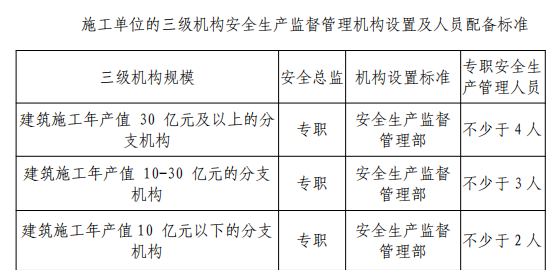 施工单位的三级机构安全生产监督管理机构设置及人员配备标准
三级机构规模 安全总监 机构设置标准 专职安全生
产管理人员
建筑施工年产值 30 亿元及以上的分
支机构 专职 安全生产监督
管理部 不少于 4 人
建筑施工年产值 10-30 亿元的分支
机构 专职 安全生产监督
管理部 不少于 3 人
建筑施工年产值 10 亿元以下的分支
机构 专职 安全生产监督
管理部 不少于 2 人